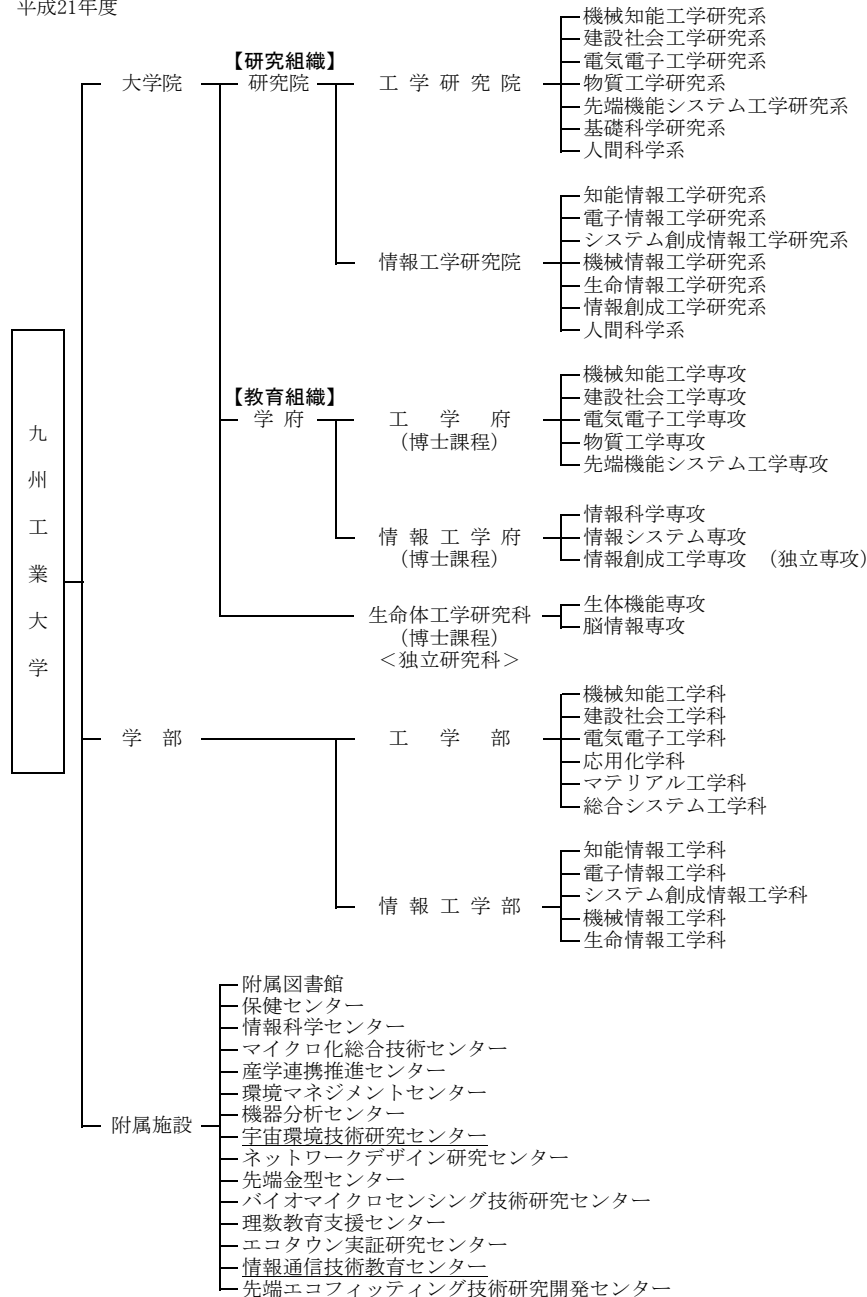 平成21年度
九州工業大学
大学院
【研究組織】
研究院
工学研究院
機械知能工学研究系
建設社会工学研究系
電気電子工学研究系
物質工学研究系
先端機能システム工学研究系
基礎科学研究系
人間科学系
情報工学研究院
知能情報工学研究系
電子情報工学研究系
システム創成情報工学研究系
機械情報工学研究系
生命情報工学研究系
情報創成工学研究系
人間科学系
【教育組織】
学府
工学府
(博士課程)
機械知能工学専攻
建設社会工学専攻
電気電子工学専攻
物質工学専攻
先端機能システム工学専攻
情報工学府
(博士課程)
情報科学専攻
情報システム専攻
情報創成工学専攻 (独立専攻)
生命体工学研究科
(博士課程)
<独立研究科>
生体機能専攻
脳情報専攻
学部
工学部
機械知能工学科
建設社会工学科
電気電子工学科
応用化学科
マテリアル工学科
総合システム工学科
情報工学部
知能情報工学科
電子情報工学科
システム創成情報工学科
機械情報工学科
生命情報工学科
附属施設
附属図書館
保健センター
情報科学センター
マイクロ化総合技術センター
産学連携推進センター
環境マネジメントセンター
機器分析センター
宇宙環境技術研究センター
ネットワークデザイン研究センター
先端金型センター
バイオマイクロセンシング技術研究センター
理数教育支援センター
エコタウン実証研究センター
情報通信技術教育センター
先端エコフィッティング技術研究開発センター